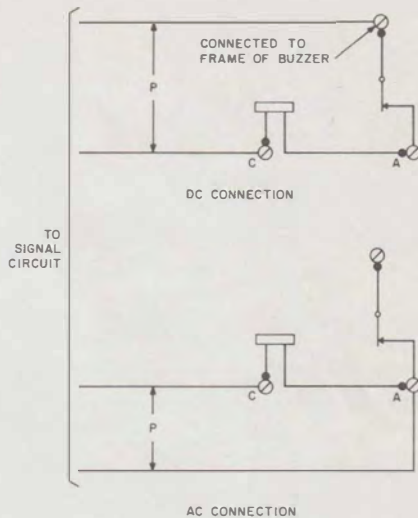 CONNECTED TO
FRAME OF BUZZER
P
C
A
DC CONNECTION
TO
SIGNAL
CIRCUIT
C
A
P
AC CONNECTION